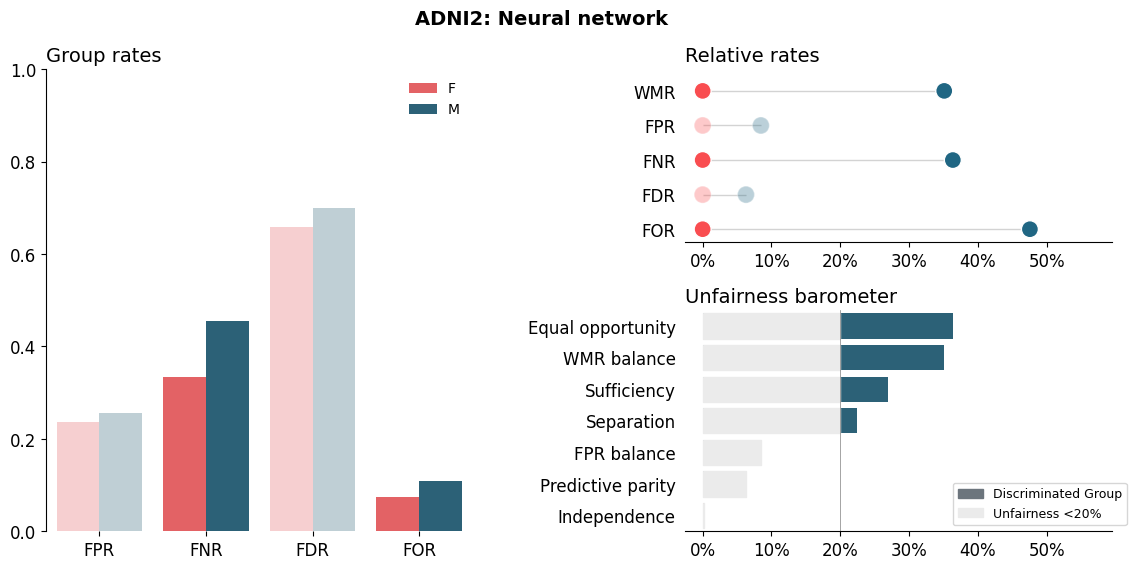 ADNI2: Neural network
Group rates
1.0
0.8
0.6
0.4
0.2
0.0
FPR FNR FDR FOR
F
M
Relative rates
WMR
FPR
FNR
FDR
FOR
0% 10% 20% 30% 40% 50%
Unfairness barometer
Equal opportunity
WMR balance
Sufficiency
Separation
FPR balance
Predictive parity
Independence
Discriminated Group
Unfairness <20%
0% 10% 20% 30% 40% 50%